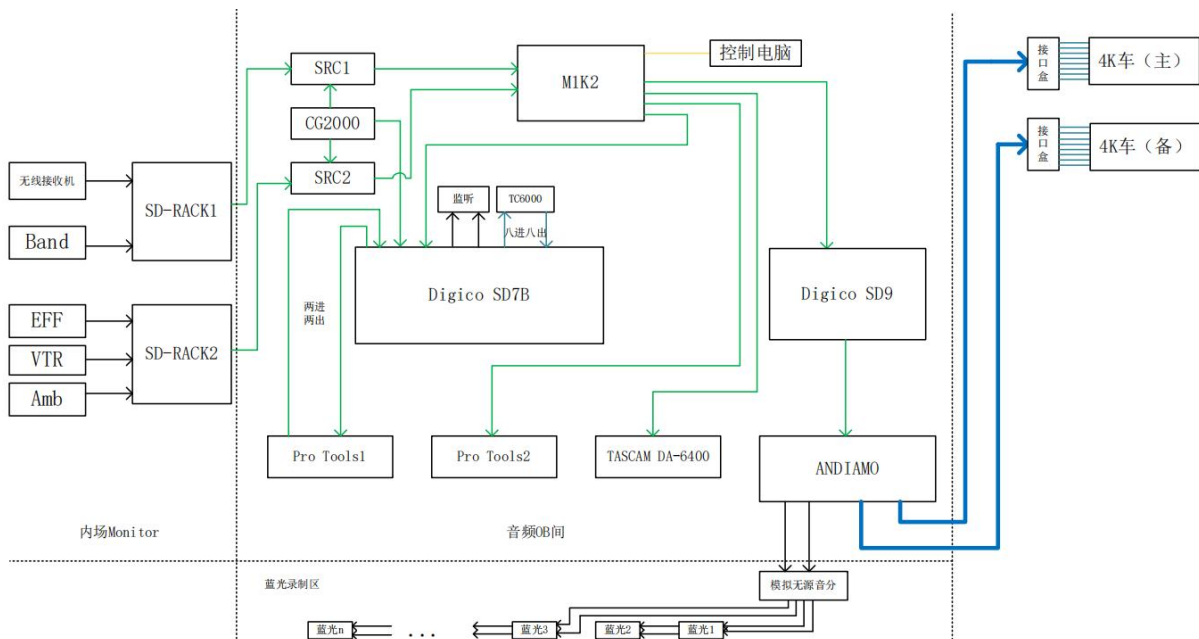 控制电脑
SRC1
M1K2
接口盒
4K车（主）
CG2000
接口盒
4K车（备）
无线接收机
SRC2
SD-RACK1
监听
TC6000
Band
八进八出
Digico SD7B
Digico SD9
两进
两出
EFF
VTR
SD-RACK2
Amb
Pro Tools1
Pro Tools2
TASCAM DA-6400
ANDIAMO
内场Monitor
音频OB间
蓝光录制区
模拟无源音分
蓝光n
...
蓝光3
蓝光2
蓝光1